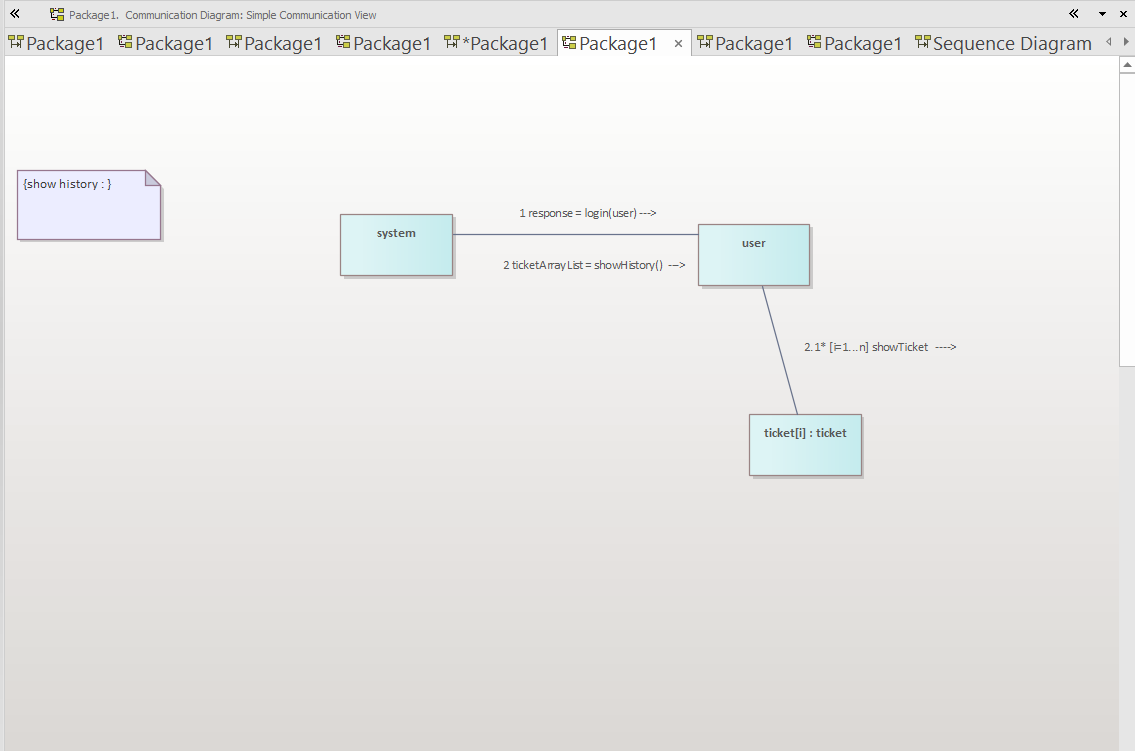 Package1. Communication Diagram: Simple Communication View
Package1 Package1 Package1 Package1 *Package1 Package1 Package1 Package1 Sequence Diagram
{show history : }
1 response = login(user) --->
system
user
2 ticketArrayList = showHistory() --->
2.1* [i=1...n] showTicket ---->
ticket[i] : ticket